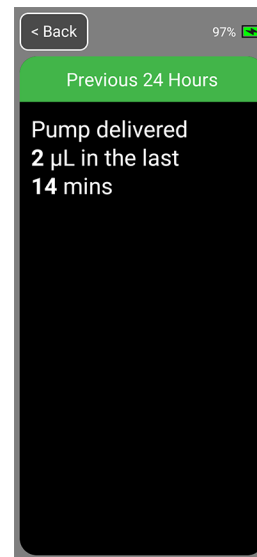 < Back
97%
Previous 24 Hours
Pump delivered
2 µL in the last
14 mins